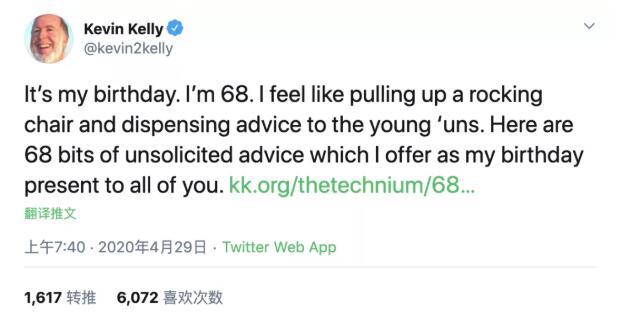 Kevin Kelly
@kevin2kelly
It’s my birthday. I’m 68. I feel like pulling up a rocking
chair and dispensing advice to the young ‘uns. Here are
68 bits of unsolicited advice which I offer as my birthday
present to all of you. kk.org/thetechnium/68...
翻译推文
上午7:40 · 2020年4月29日 · Twitter Web App
1,617 转推 6,072 喜欢次数